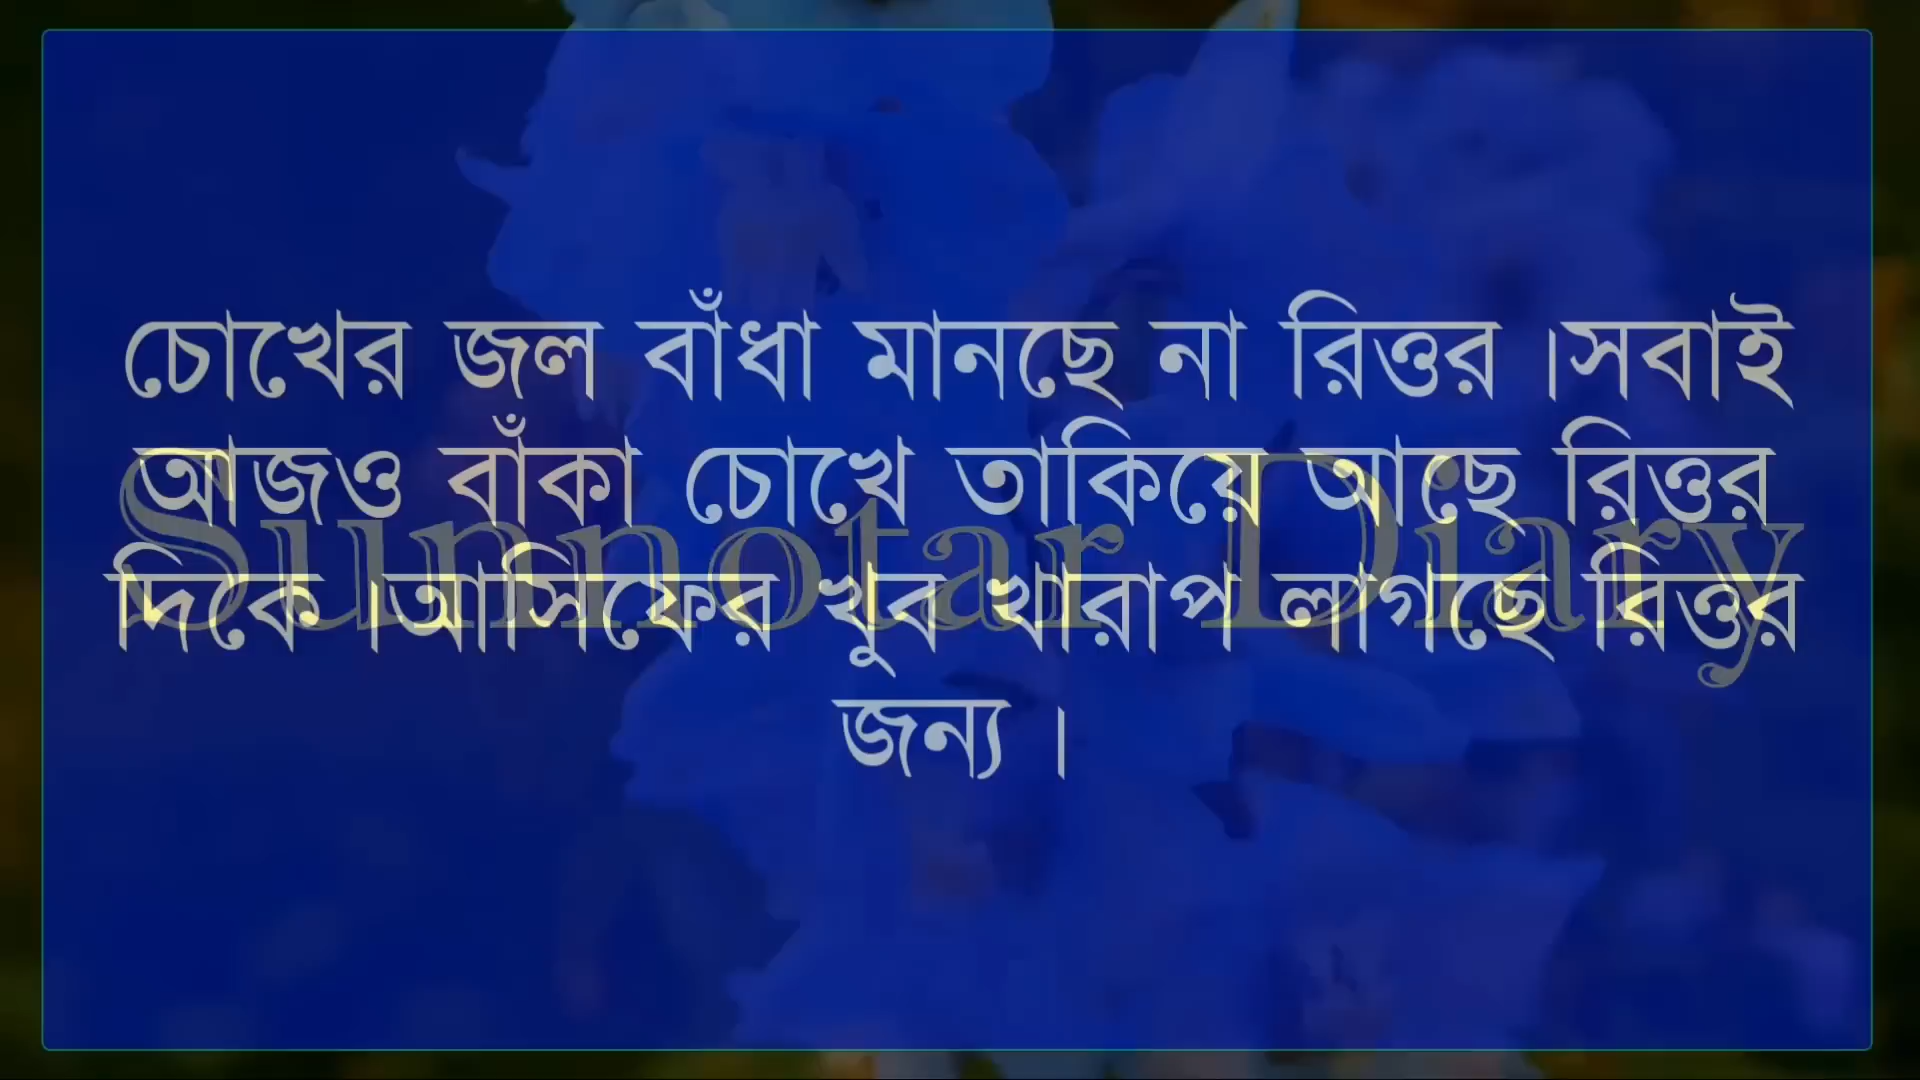 চোখের জল বাঁধা মানছে না রিত্তর ।সবাই
আজও বাঁকা চোখে তাকিয়ে আছে রিত্তর
দিকে ।আসিফের খুব খারাপ লাগছে রিত্তর
জন্য ।
Sunnotar Diary